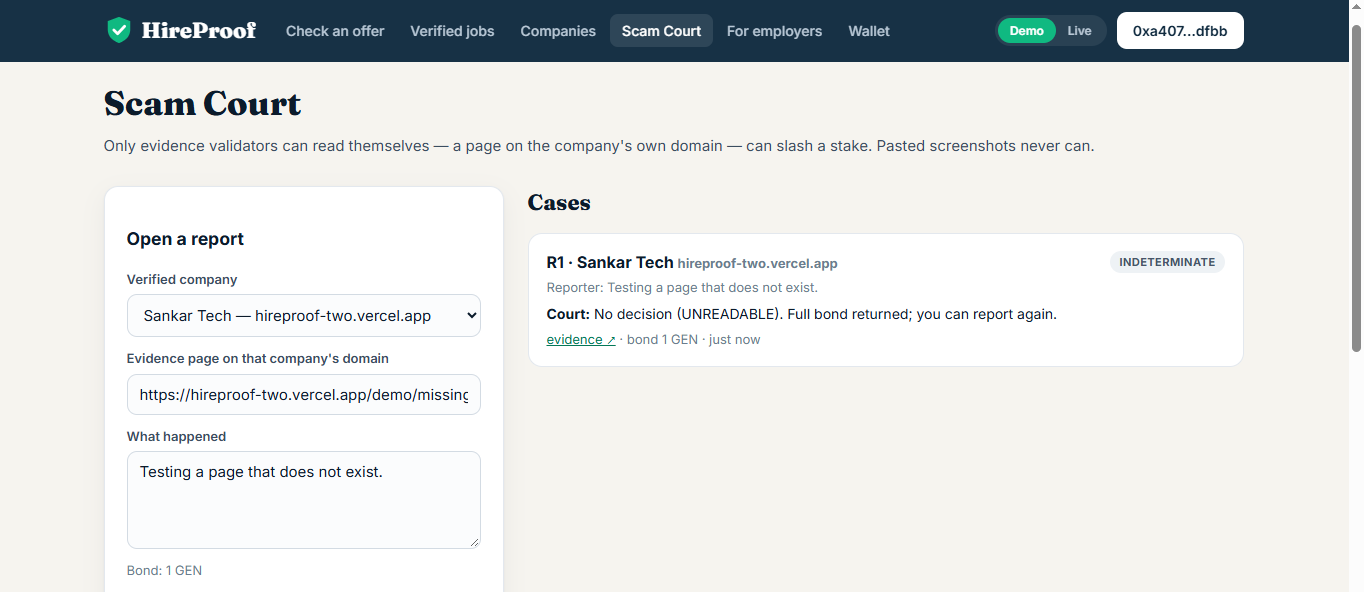 HireProof
Check an offer
Verified jobs
Companies
Scam Court
For employers
Wallet
Demo
Live
0xa407...dfbb
Scam Court
Only evidence validators can read themselves — a page on the company's own domain — can slash a stake. Pasted screenshots never can.
Open a report
Verified company
Sankar Tech — hireproof-two.vercel.app
Evidence page on that company's domain
https://hireproof-two.vercel.app/demo/missing
What happened
Testing a page that does not exist.
Bond: 1 GEN
Cases
R1 · Sankar Tech hireproof-two.vercel.app
INDETERMINATE
Reporter: Testing a page that does not exist.
Court: No decision (UNREADABLE). Full bond returned; you can report again.
evidence ↗ · bond 1 GEN · just now